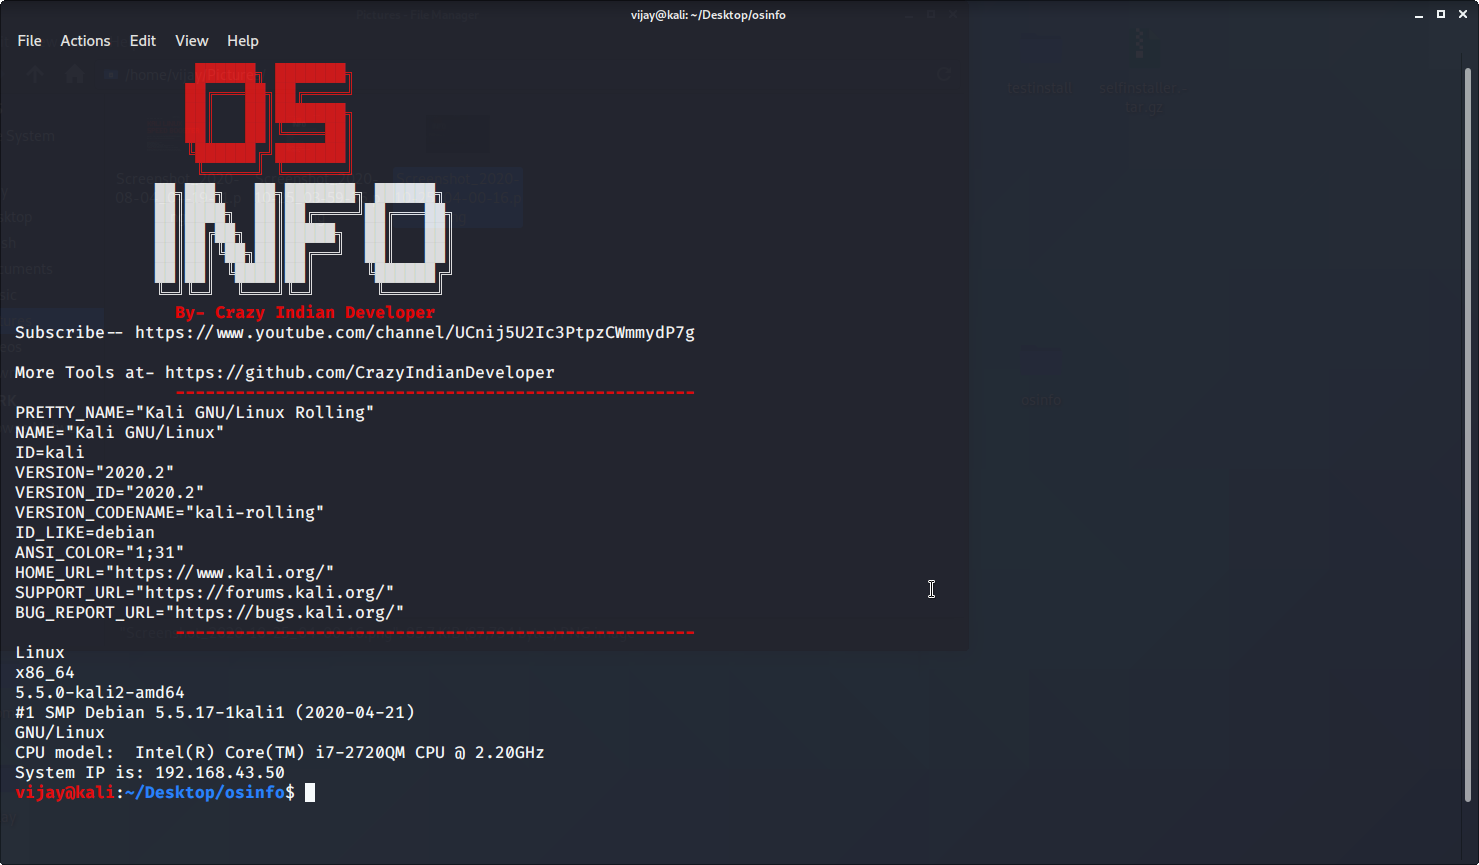 vijay@kali: ~/Desktop/osinfo
File Actions Edit View Help
OS
INFO
By- Crazy Indian Developer
Subscribe-- https://www.youtube.com/channel/UCnij5U2Ic3PtpzCWmmydP7g
More Tools at- https://github.com/CrazyIndianDeveloper
----------------------------------------------------
PRETTY_NAME="Kali GNU/Linux Rolling"
NAME="Kali GNU/Linux"
ID=kali
VERSION="2020.2"
VERSION_ID="2020.2"
VERSION_CODENAME="kali-rolling"
ID_LIKE=debian
ANSI_COLOR="1;31"
HOME_URL="https://www.kali.org/"
SUPPORT_URL="https://forums.kali.org/"
BUG_REPORT_URL="https://bugs.kali.org/"
----------------------------------------------------
Linux
x86_64
5.5.0-kali2-amd64
#1 SMP Debian 5.5.17-1kali1 (2020-04-21)
GNU/Linux
CPU model:  Intel(R) Core(TM) i7-2720QM CPU @ 2.20GHz
System IP is: 192.168.43.50
vijay@kali:~/Desktop/osinfo$